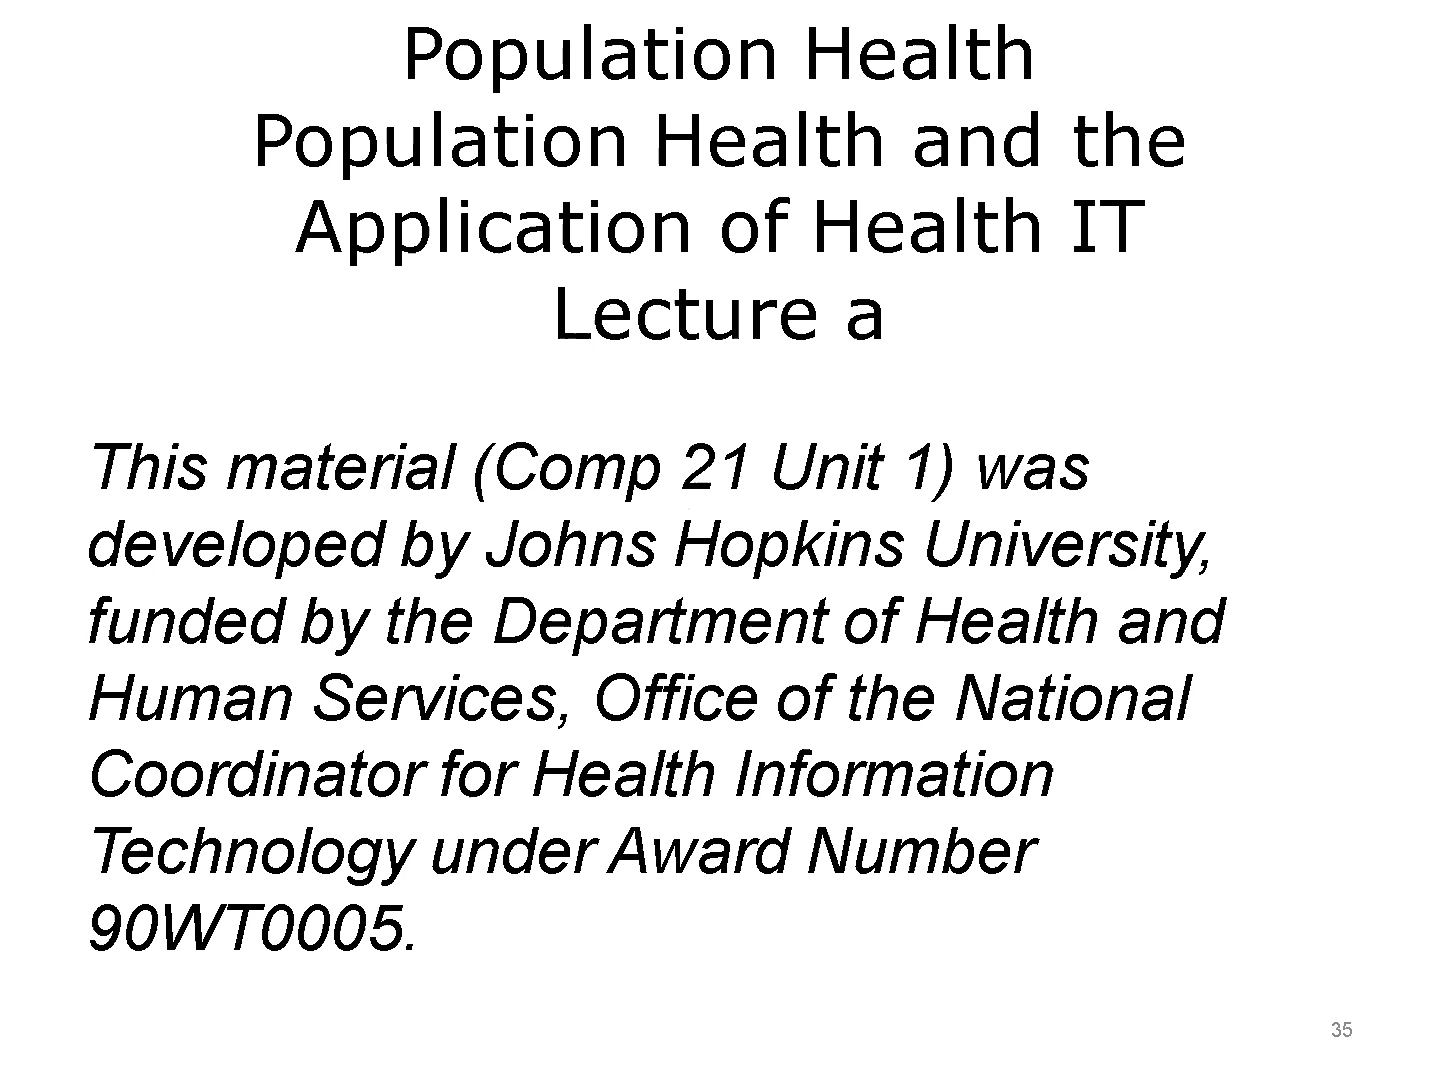 Population Health
Population Health and the
Application of Health IT
Lecture a
This material (Comp 21 Unit 1) was
developed by Johns Hopkins University,
funded by the Department of Health and
Human Services, Office of the National
Coordinator for Health Information
Technology under Award Number
90WT0005.
35